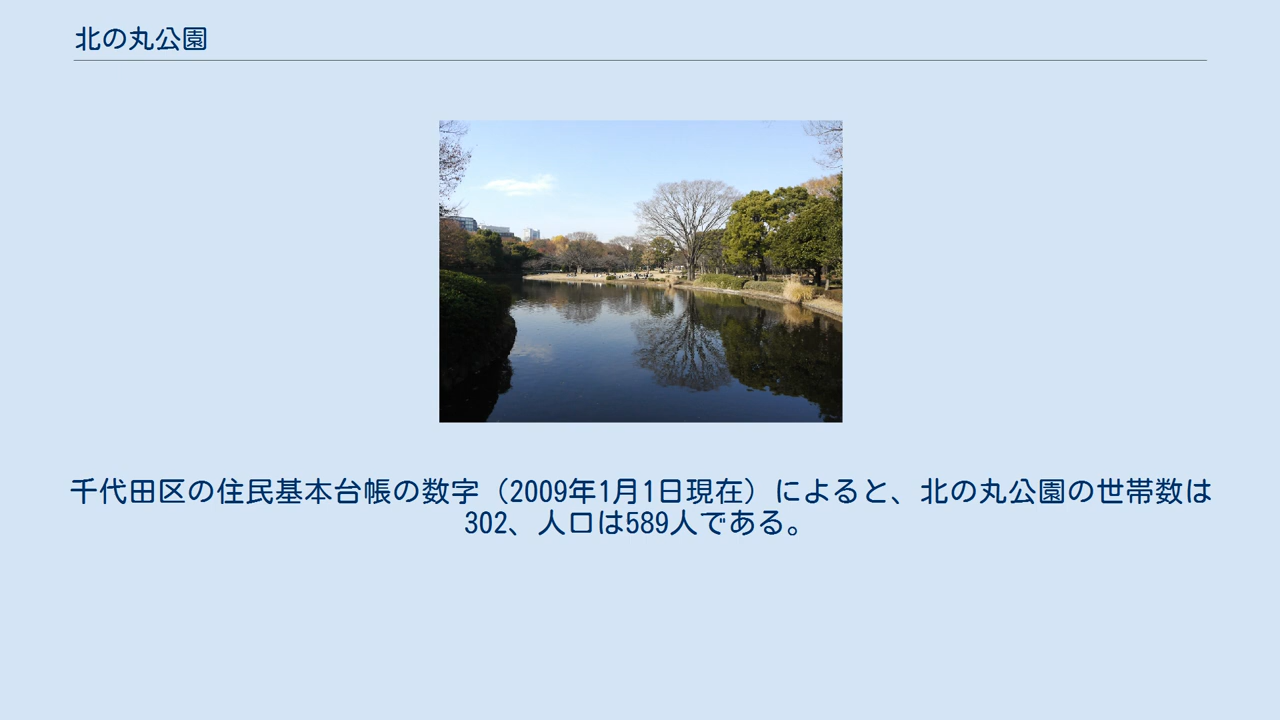 北の丸公園
千代田区の住民基本台帳の数字（2009年1月1日現在）によると、北の丸公園の世帯数は
302、人口は589人である。